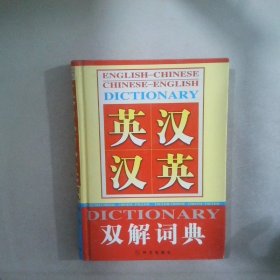 ENGLISH-CHINESE
CHINESE-ENGLISH
DICTIONARY
英汉
汉英
DICTIONARY
双解词典